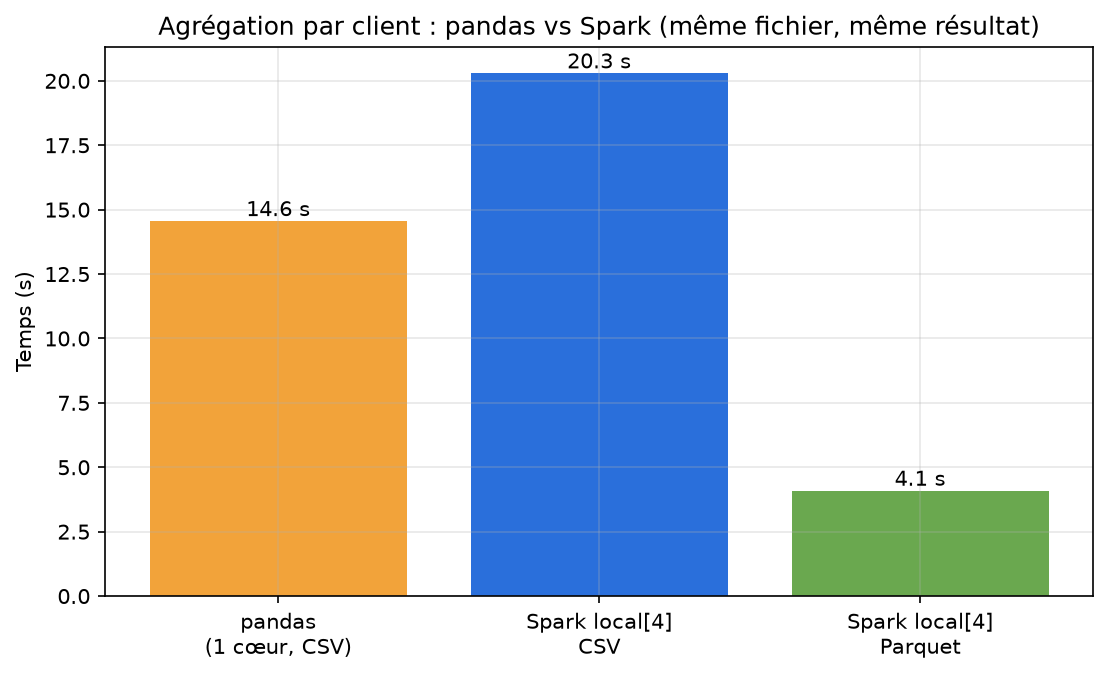 Agrégation par client : pandas vs Spark (même fichier, même résultat)
Temps (s)
20.0
17.5
15.0
12.5
10.0
7.5
5.0
2.5
0.0
14.6 s
20.3 s
4.1 s
pandas
(1 cœur, CSV)
Spark local[4]
CSV
Spark local[4]
Parquet